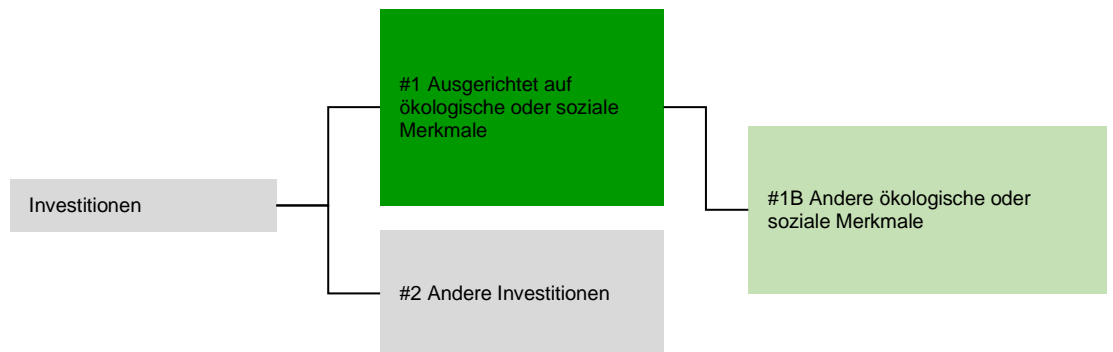 #1 Ausgerichtet auf
ökologische oder soziale
Merkmale
Investitionen
#1B Andere ökologische oder
soziale Merkmale
#2 Andere Investitionen